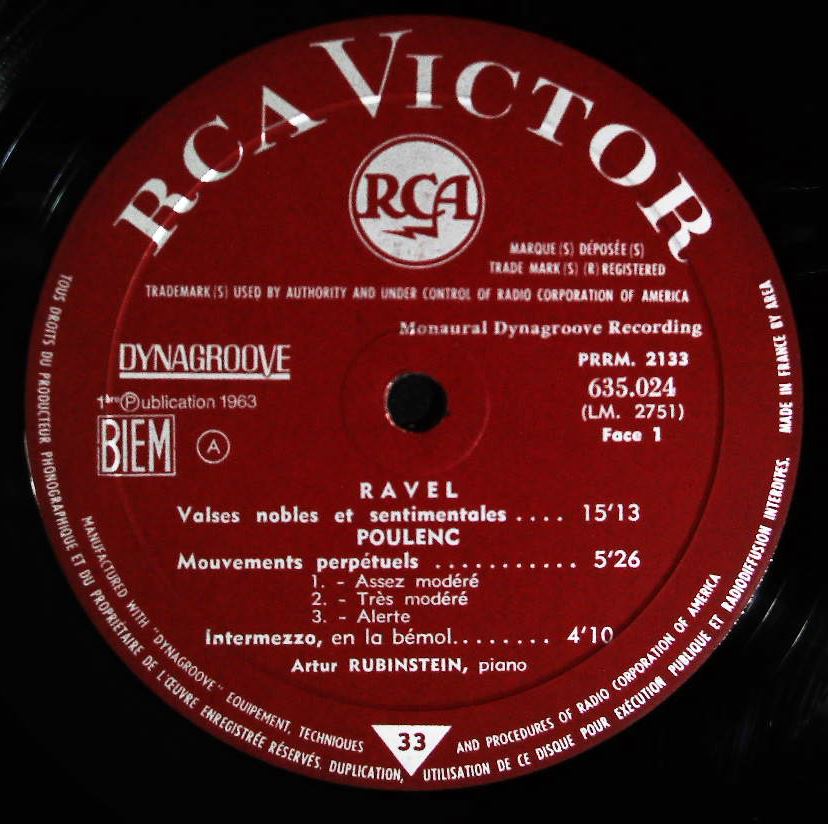 RCA VICTOR
RCA
MARQUE(S) DÉPOSÉE(S)
TRADE MARK(S) (R) REGISTERED
TRADEMARK(S) USED BY AUTHORITY AND UNDER CONTROL OF RADIO CORPORATION OF AMERICA
Monaural Dynagroove Recording
DYNAGROOVE
1ère Ⓟublication 1963
BIEM
A
PRRM. 2133
635.024
(LM. 2751)
Face 1
RAVEL
Valses nobles et sentimentales .... 15'13
POULENC
Mouvements perpétuels ........... 5'26
1. - Assez modéré
2. - Très modéré
3. - Alerte
Intermezzo, en la bémol........ 4'10
Artur RUBINSTEIN, piano
MANUFACTURED WITH "DYNAGROOVE" EQUIPEMENT, TECHNIQUES AND PROCEDURES OF RADIO CORPORATION OF AMERICA
33
TOUS DROITS DU PRODUCTEUR PHONOGRAPHIQUE ET DU PROPRIÉTAIRE DE L'ŒUVRE ENREGISTRÉE RÉSERVÉS. DUPLICATION, UTILISATION DE CE DISQUE POUR EXÉCUTION PUBLIQUE ET RADIODIFFUSION INTERDITES. MADE IN FRANCE BY AREA